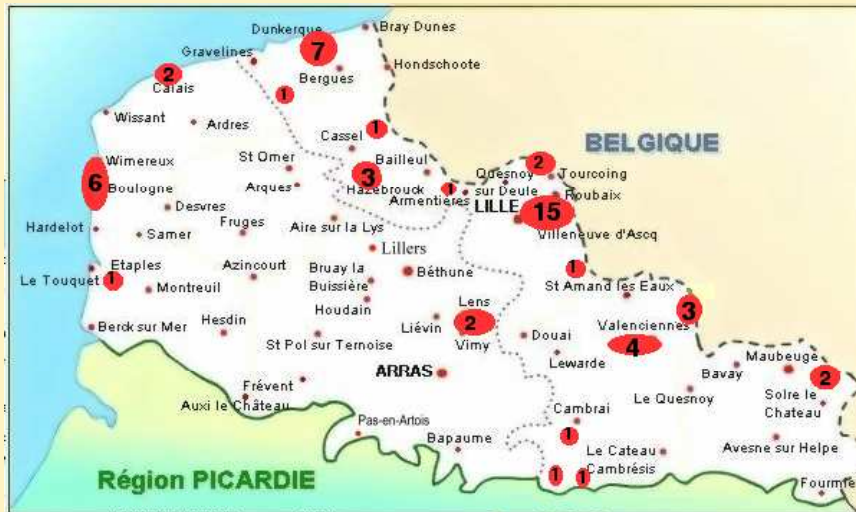 Bray Dunes
Dunkerque
7
Gravelines
2
Calais
Bergues
Hondschoote
1
Wissant
Ardres
1
Cassel
BELGIQUE
Wimereux
6
Boulogne
St Omer
Arques
3
Hazebrouck
Bailleul
1
Armentières
Quesnoy
sur Deule
2
Tourcoing
Roubaix
LILLE
15
Villeneuve d'Ascq
Desvres
Hardelot
Samer
Fruges
Aire sur la Lys
Lillers
Etaples
Le Touquet
1
Montreuil
Azincourt
Bruay la
Buissière
Béthune
Houdain
1
St Amand les Eaux
Lens
2
Liévin
Vimy
3
Valenciennes
4
Berck sur Mer
Hesdin
St Pol sur Ternoise
Douai
Lewarde
ARRAS
Bavay
Maubeuge
2
Solre le
Chateau
Frévent
Auxi le Château
Le Quesnoy
Pas-en-Artois
Bapaume
Cambrai
1
Le Cateau
Cambrésis
1
1
Avesne sur Helpe
Région PICARDIE
Fourmie